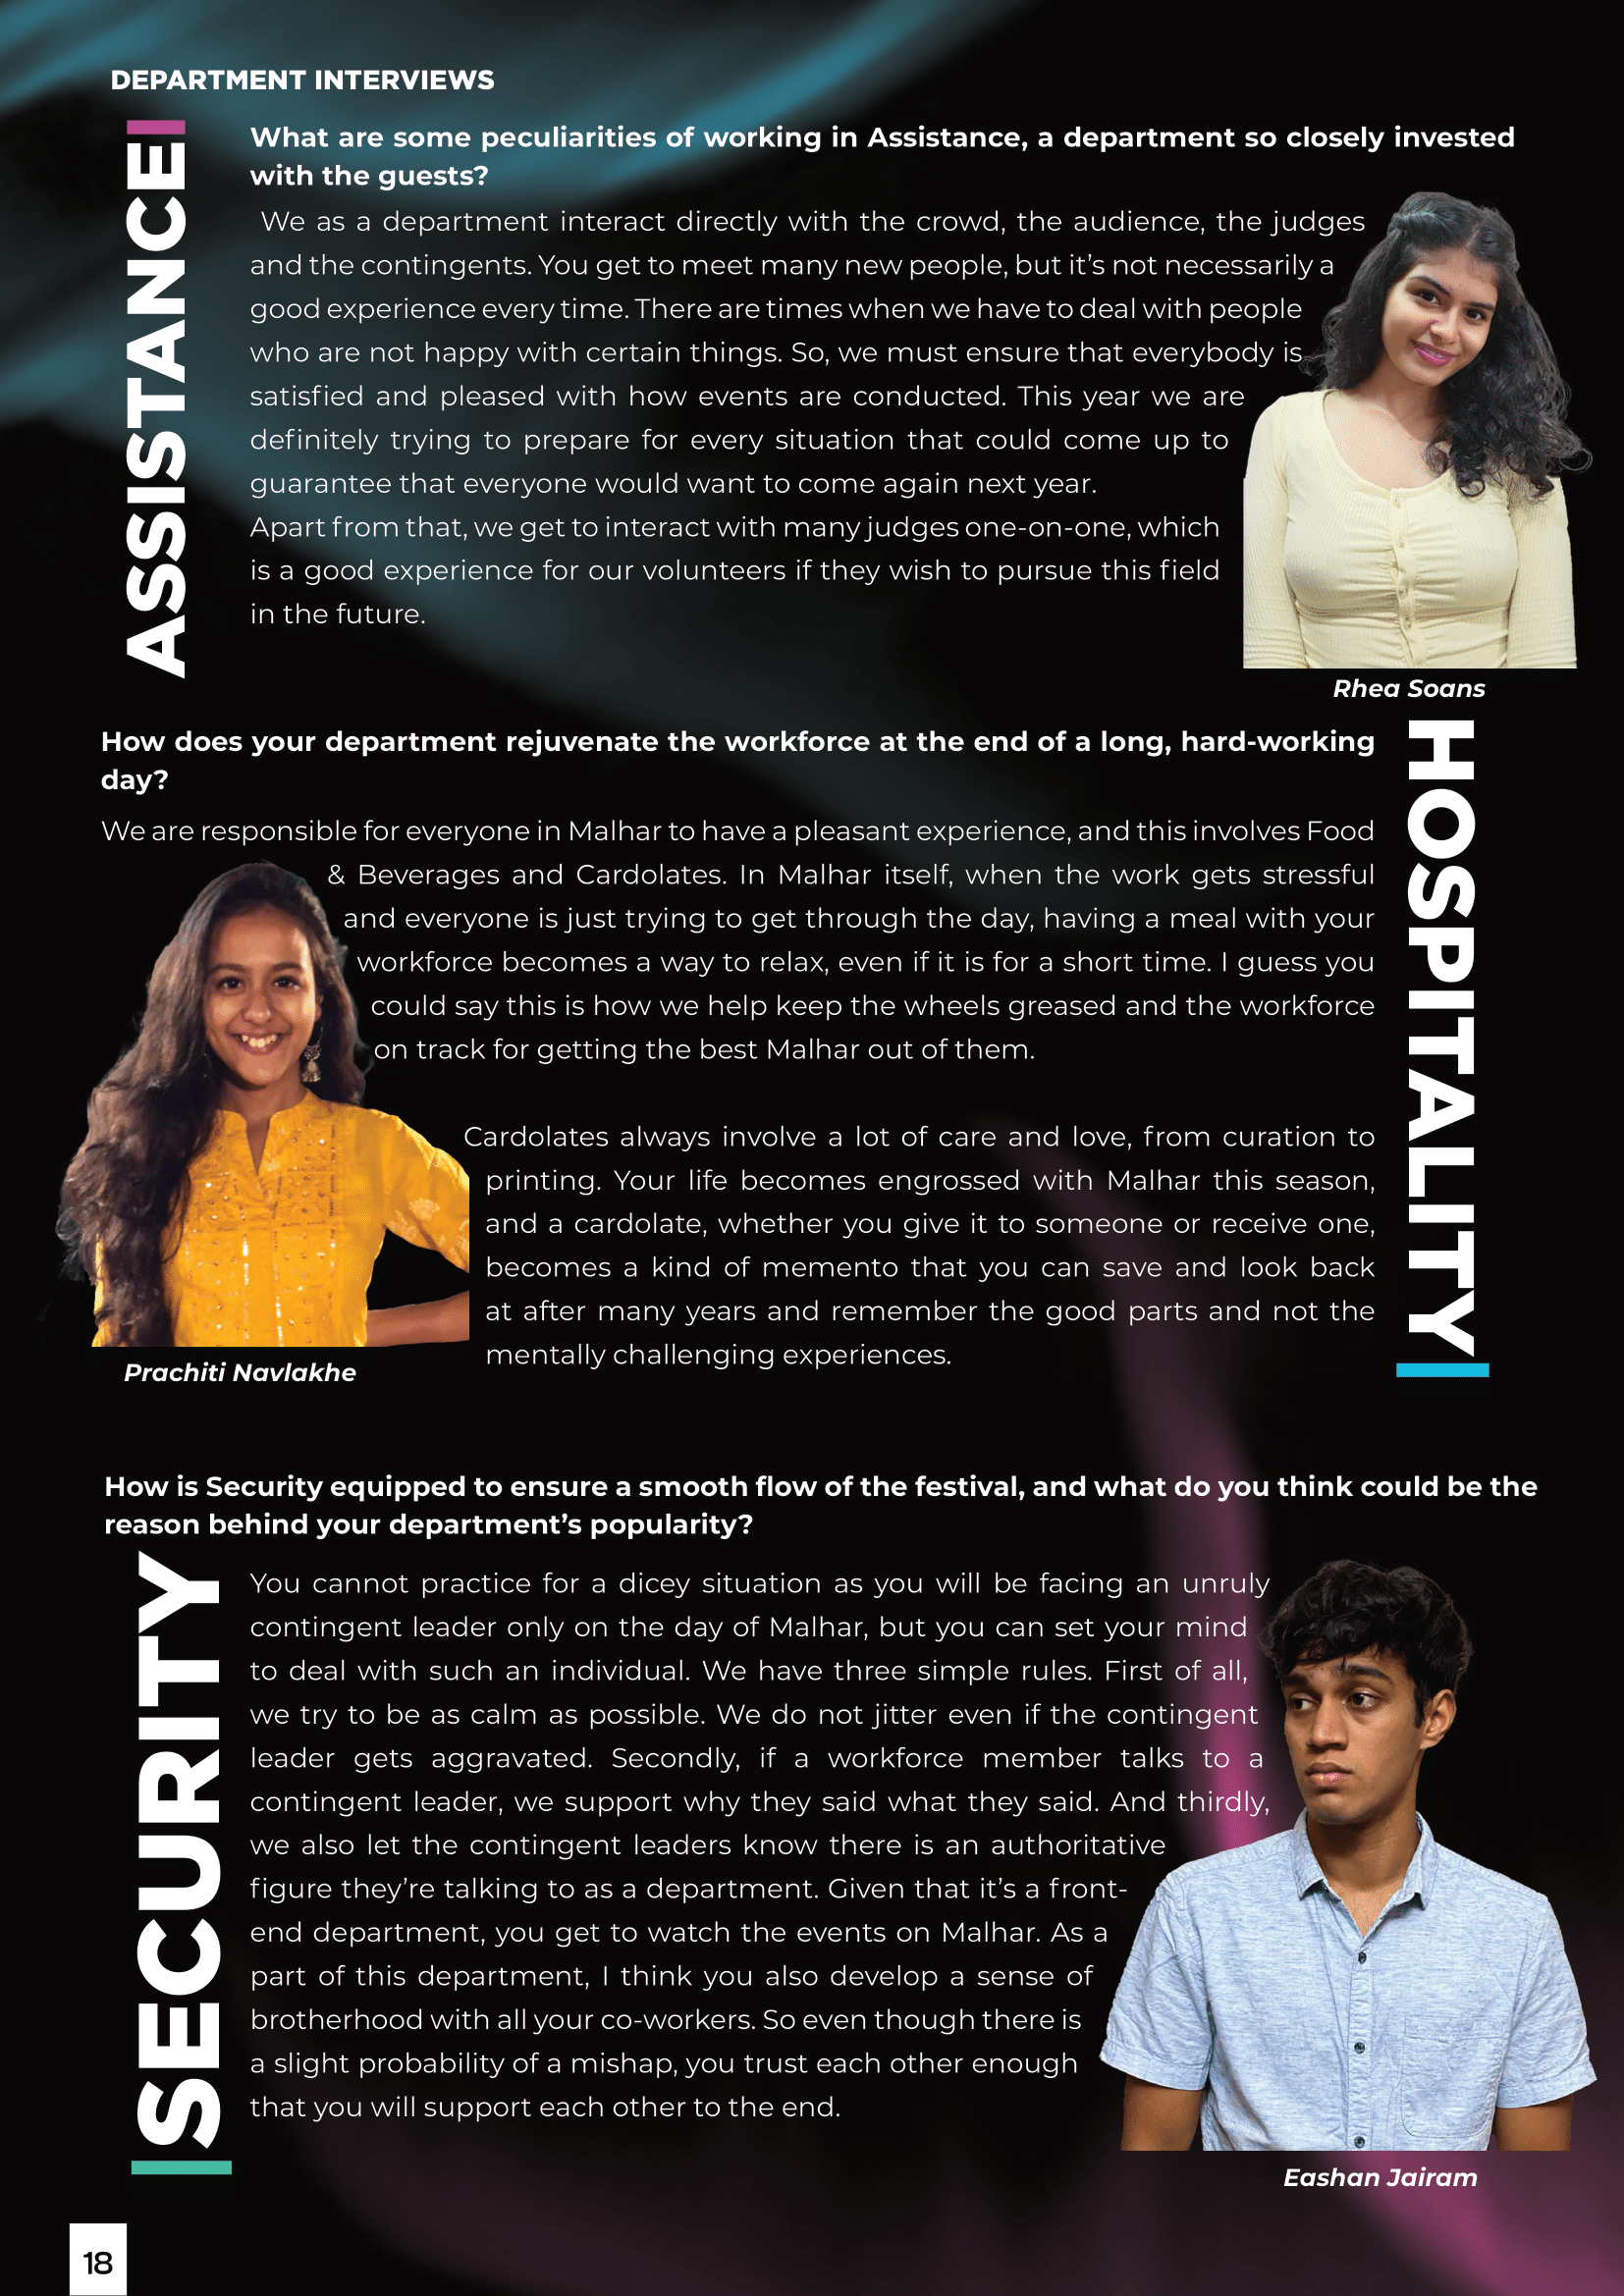 DEPARTMENT INTERVIEWS
ASSISTANCE
What are some peculiarities of working in Assistance, a department so closely invested
with the guests?
We as a department interact directly with the crowd, the audience, the judges
and the contingents. You get to meet many new people, but it’s not necessarily a
good experience every time. There are times when we have to deal with people
who are not happy with certain things. So, we must ensure that everybody is
satisfied and pleased with how events are conducted. This year we are
definitely trying to prepare for every situation that could come up to
guarantee that everyone would want to come again next year.
Apart from that, we get to interact with many judges one-on-one, which
is a good experience for our volunteers if they wish to pursue this field
in the future.
Rhea Soans
HOSPITALITY
How does your department rejuvenate the workforce at the end of a long, hard-working
day?
We are responsible for everyone in Malhar to have a pleasant experience, and this involves Food
& Beverages and Cardolates. In Malhar itself, when the work gets stressful
and everyone is just trying to get through the day, having a meal with your
workforce becomes a way to relax, even if it is for a short time. I guess you
could say this is how we help keep the wheels greased and the workforce
on track for getting the best Malhar out of them.
Cardolates always involve a lot of care and love, from curation to
printing. Your life becomes engrossed with Malhar this season,
and a cardolate, whether you give it to someone or receive one,
becomes a kind of memento that you can save and look back
at after many years and remember the good parts and not the
mentally challenging experiences.
Prachiti Navlakhe
How is Security equipped to ensure a smooth flow of the festival, and what do you think could be the
reason behind your department’s popularity?
SECURITY
You cannot practice for a dicey situation as you will be facing an unruly
contingent leader only on the day of Malhar, but you can set your mind
to deal with such an individual. We have three simple rules. First of all,
we try to be as calm as possible. We do not jitter even if the contingent
leader gets aggravated. Secondly, if a workforce member talks to a
contingent leader, we support why they said what they said. And thirdly,
we also let the contingent leaders know there is an authoritative
figure they’re talking to as a department. Given that it’s a front-
end department, you get to watch the events on Malhar. As a
part of this department, I think you also develop a sense of
brotherhood with all your co-workers. So even though there is
a slight probability of a mishap, you trust each other enough
that you will support each other to the end.
Eashan Jairam
18